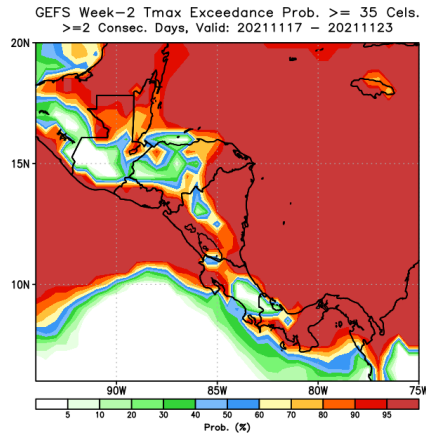 GEFS Week-2 Tmax Exceedance Prob. >= 35 Cels.
>=2 Consec. Days, Valid: 20211117 - 20211123
20N
15N
10N
90W 85W 80W 75W
5 10 20 30 40 50 60 70 80 90 95
Prob. (%)